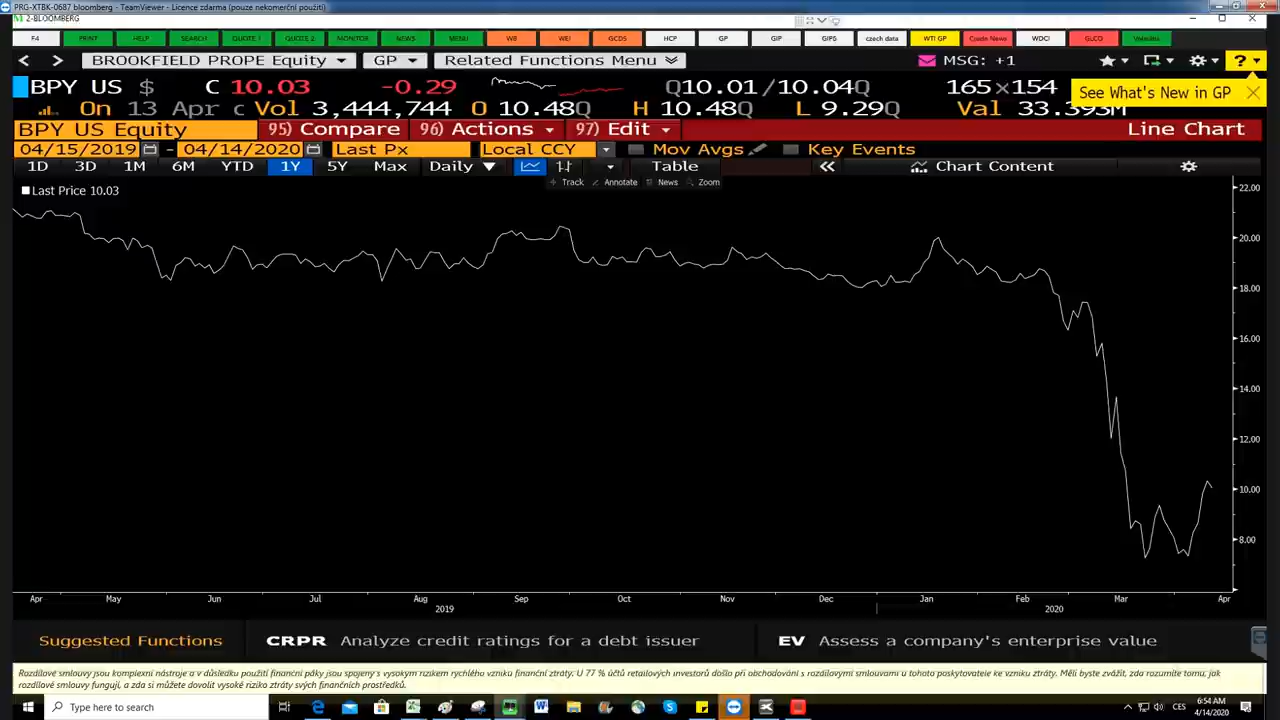 PRG-XTBK-0687 bloomberg - TeamViewer - Licence zdarma (pouze nekomerční použití)
2-BLOOMBERG
F4 PRINT HELP SEARCH QUOTE 1 QUOTE 2 MONITOR NEWS MENU WB WEI GCDS HCP GP GIP GIPS czech data WTI GP Czech News WDCI GLCO
BROOKFIELD PROPE Equity GP Related Functions Menu MSG: +1 ?
BPY US $ C 10.03 -0.29 Q10.01 / 10.04Q 165×154
See What's New in GP
On 13 Apr c Vol 3,444,744 O 10.48Q H 10.48Q L 9.29Q Val 33.393M
BPY US Equity 95) Compare 96) Actions 97) Edit Line Chart
04/15/2019 - 04/14/2020 Last Px Local CCY Mov Avgs Key Events
1D 3D 1M 6M YTD 1Y 5Y Max Daily Table « Chart Content
Track Annotate News Zoom
Last Price 10.03
22.00
20.00
18.00
16.00
14.00
12.00
10.00
8.00
Apr May Jun Jul Aug Sep Oct Nov Dec Jan Feb Mar Apr
2019 2020
Suggested Functions CRPR Analyze credit ratings for a debt issuer EV Assess a company's enterprise value
Rozdílové smlouvy jsou komplexní nástroje a v důsledku použití finanční páky jsou spojeny s vysokým rizikem rychlého vzniku finanční ztráty. U 77 % účtů retailových investorů došlo při obchodování s rozdílovými smlouvami u tohoto poskytovatele ke vzniku ztráty. Měli byste zvážit, zda rozumíte tomu, jak
rozdílové smlouvy fungují, a zda si můžete dovolit vysoké riziko ztráty svých finančních prostředků.
Type here to search CES 6:54 AM
4/14/2020